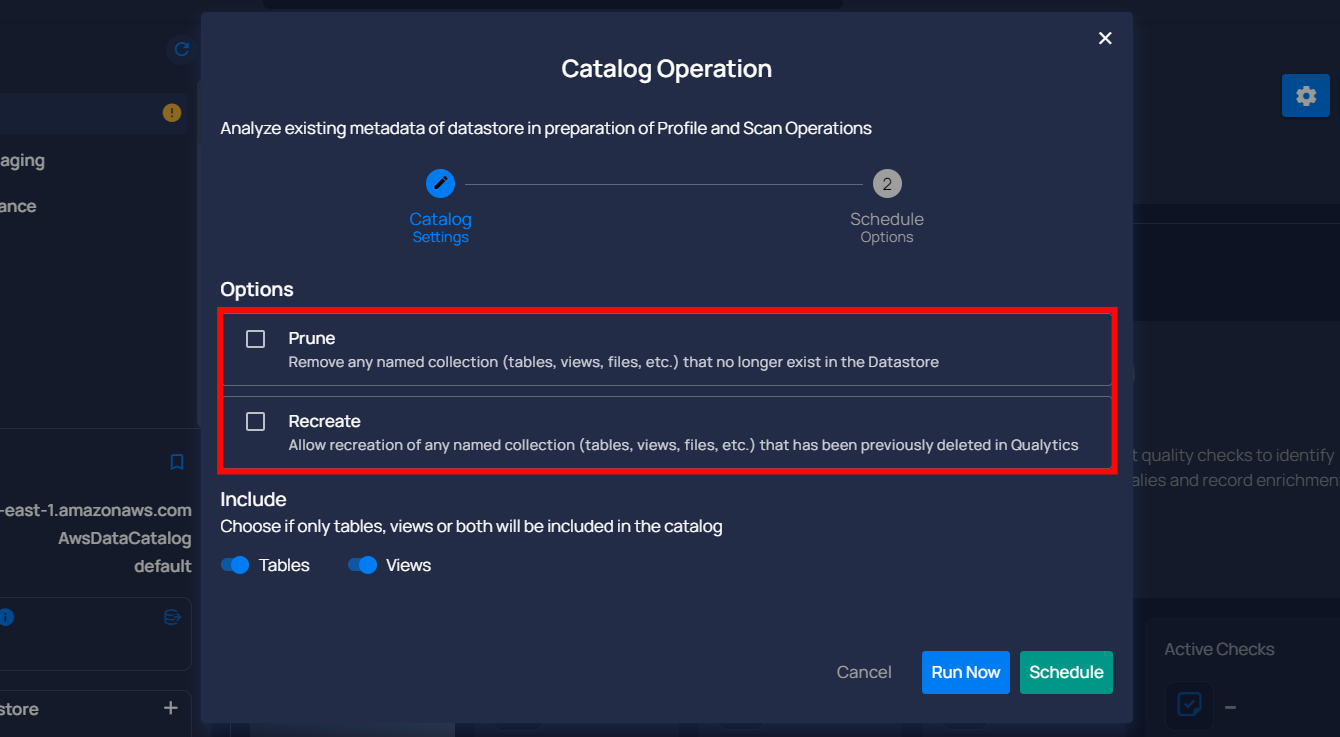 Catalog Operation
Analyze existing metadata of datastore in preparation of Profile and Scan Operations
2
Catalog
Settings
Schedule
Options
Options
Prune
Remove any named collection (tables, views, files, etc.) that no longer exist in the Datastore
Recreate
Allow recreation of any named collection (tables, views, files, etc.) that has been previously deleted in Qualytics
Include
Choose if only tables, views or both will be included in the catalog
Tables
Views
Cancel
Run Now
Schedule
aging
ance
-east-1.amazonaws.com
AwsDataCatalog
default
store
t quality checks to identify
alies and record enrichmen
Active Checks
–